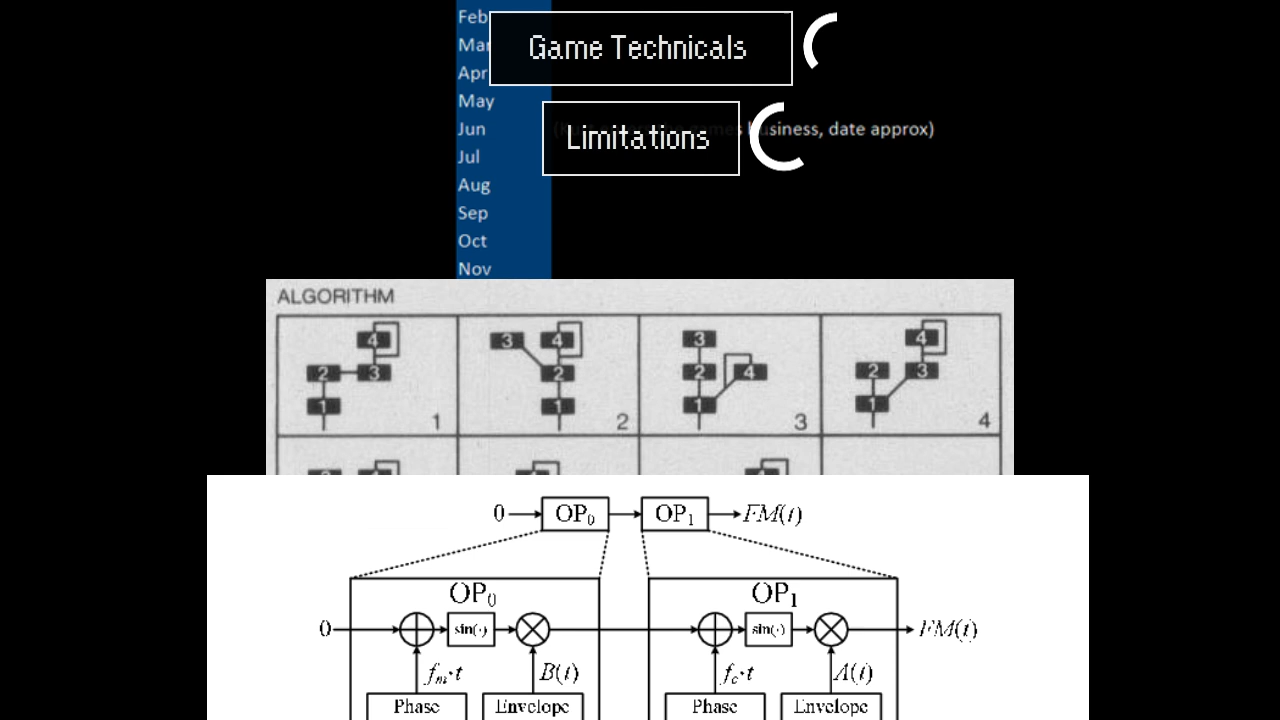 Feb
Game Technicals
Mar
Apr
May
Jun
business, date approx)
Limitations
Jul
Aug
Sep
Oct
Nov
ALGORITHM
4 3 4 3 4
2 3 2 2 4 2 3
1 1 1 1
1 2 3 4
0 OP0 OP1 FM(t)
OP0 OP1
0 sin(·) sin(·) FM(t)
fm·t B(t) fc·t A(t)
Phase Envelope Phase Envelope